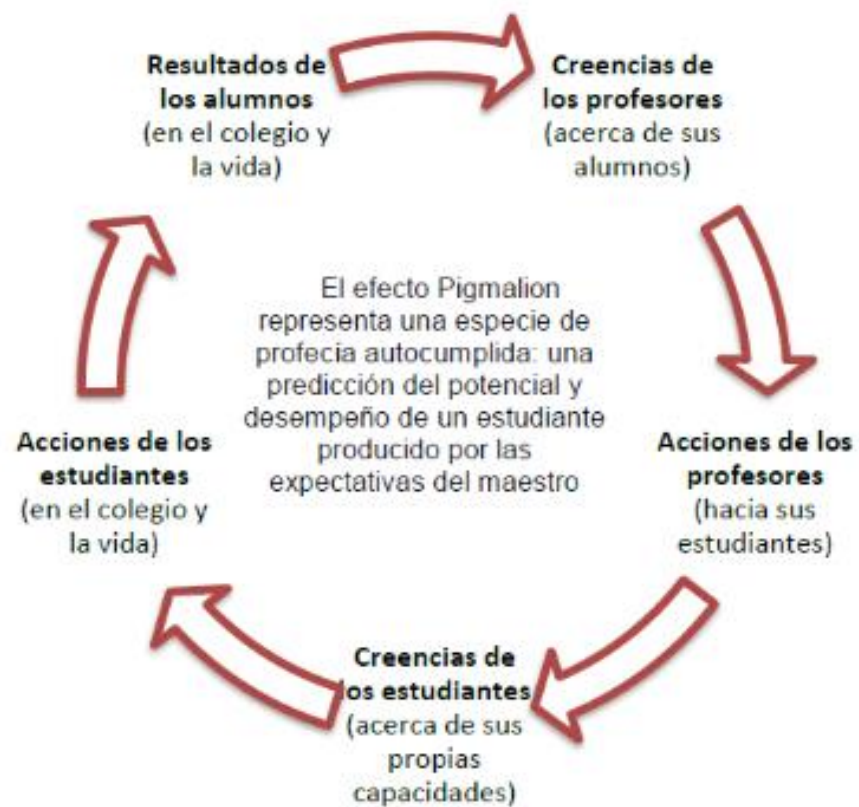 Resultados de
los alumnos
(en el colegio y
la vida)
Creencias de
los profesores
(acerca de sus
alumnos)
El efecto Pigmalion
representa una especie de
profecía autocumplida: una
predicción del potencial y
desempeño de un estudiante
producido por las
expectativas del maestro
Acciones de los
profesores
(hacia sus
estudiantes)
Creencias de
los estudiantes
(acerca de sus
propias
capacidades)
Acciones de los
estudiantes
(en el colegio y
la vida)